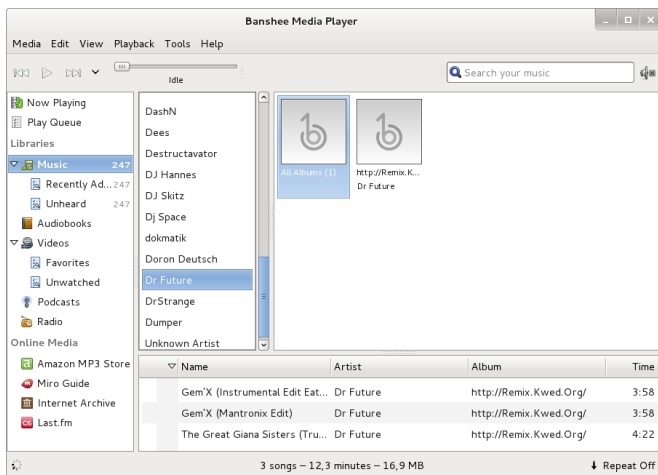 Banshee Media Player
Media Edit View Playback Tools Help
Idle
Search your music
Now Playing
Play Queue
Libraries
Music 247
Recently Ad... 247
Unheard 247
Audiobooks
Videos
Favorites
Unwatched
Podcasts
Radio
Online Media
Amazon MP3 Store
Miro Guide
Internet Archive
Last.fm
DashN
Dees
Destructavator
DJ Hannes
DJ Skitz
Dj Space
dokmatik
Doron Deutsch
Dr Future
DrStrange
Dumper
Unknown Artist
All Albums (1)
http://Remix.K...
Dr Future
Name Artist Album Time
Gem'X (Instrumental Edit Eat... Dr Future http://Remix.Kwed.Org/ 3:58
Gem'X (Mantronix Edit) Dr Future http://Remix.Kwed.Org/ 3:58
The Great Giana Sisters (Tru... Dr Future http://Remix.Kwed.Org/ 4:22
3 songs – 12,3 minutes – 16,9 MB
Repeat Off